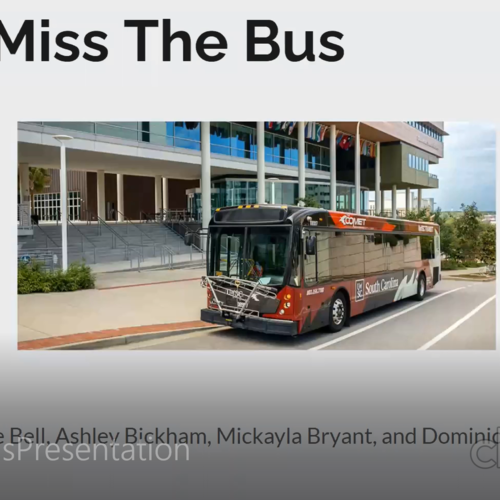 Miss The Bus
COMET
South Carolina
e Bell, Ashley Bickham, Mickayla Bryant, and Dominic
sPresentation